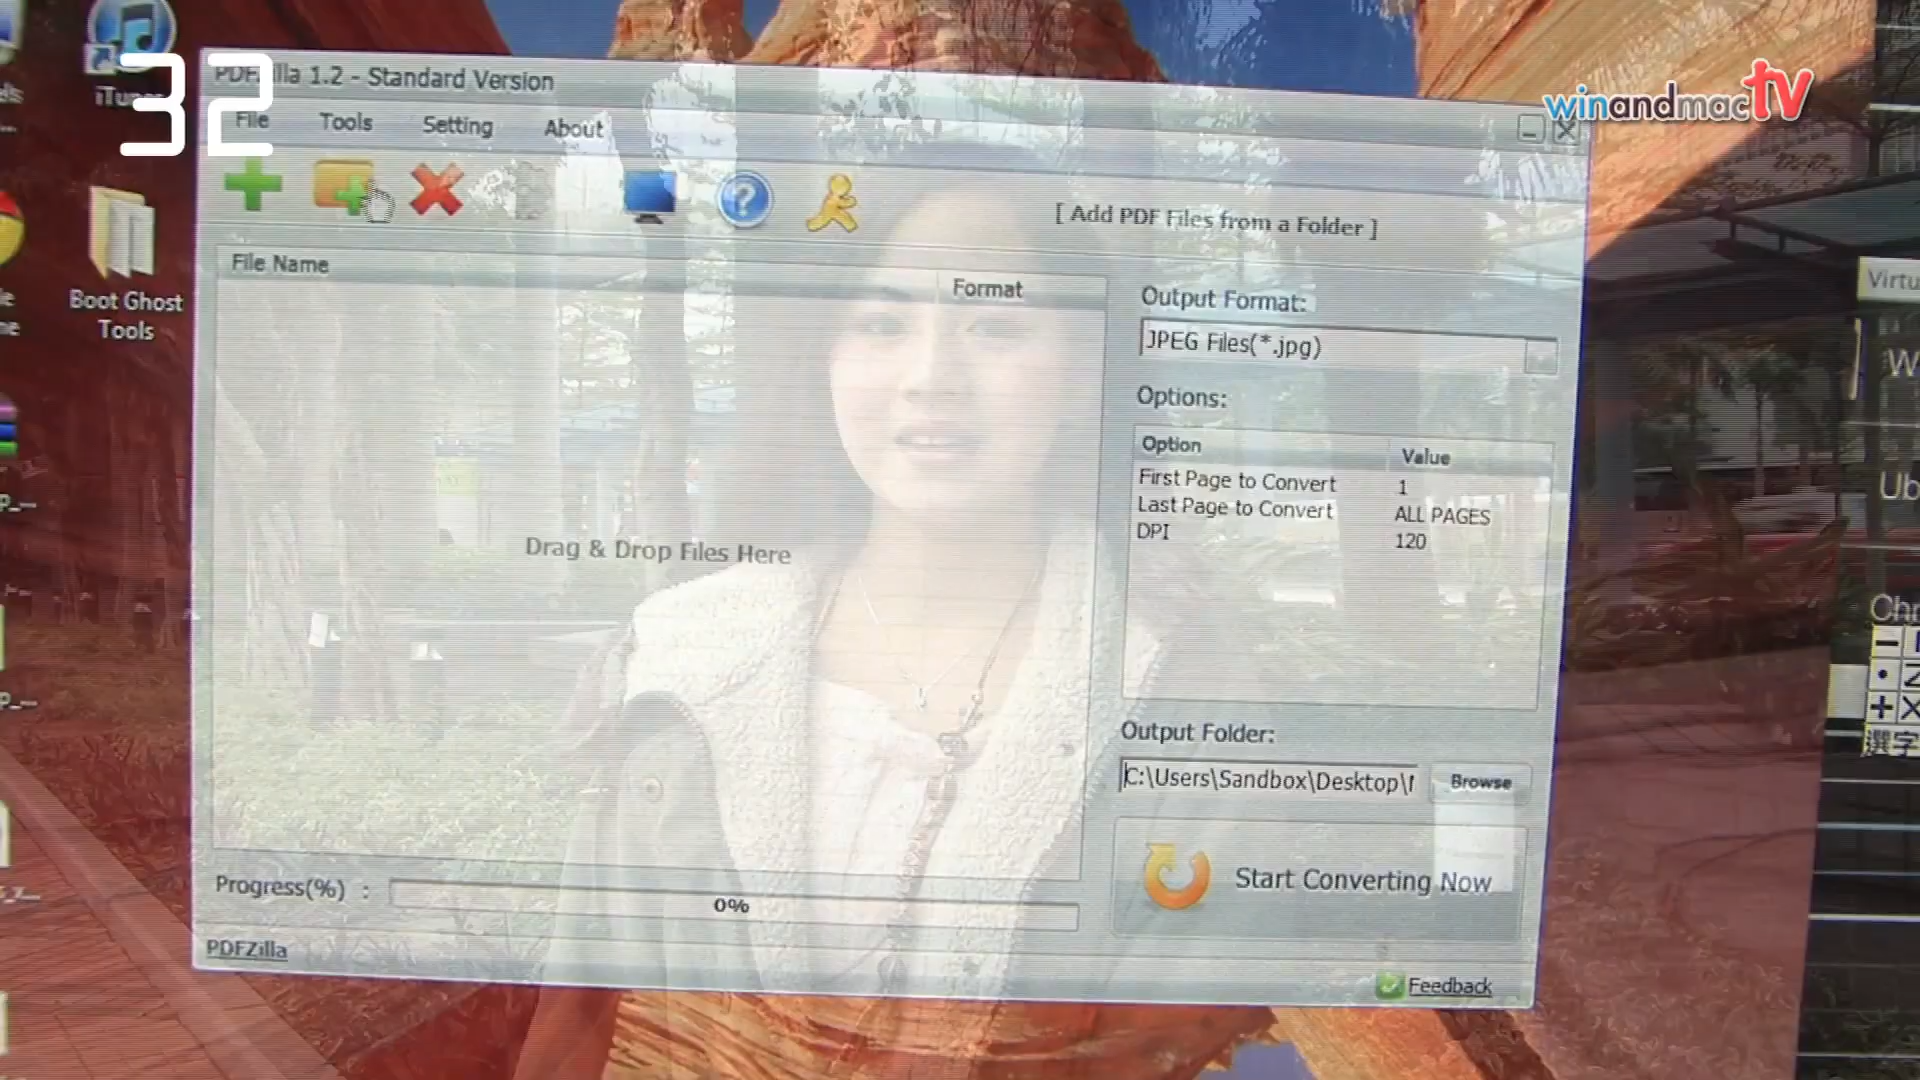 32
winandmactv
PDFZilla 1.2 - Standard Version
File Tools Setting About
[ Add PDF Files from a Folder ]
File Name
Format
Drag & Drop Files Here
Output Format:
JPEG Files(*.jpg)
Options:
Option Value
First Page to Convert 1
Last Page to Convert ALL PAGES
DPI 120
Output Folder:
C:\Users\Sandbox\Desktop\
Browse
Start Converting Now
Progress(%) :
0%
PDFZilla
Feedback
Boot Ghost
Tools
選字